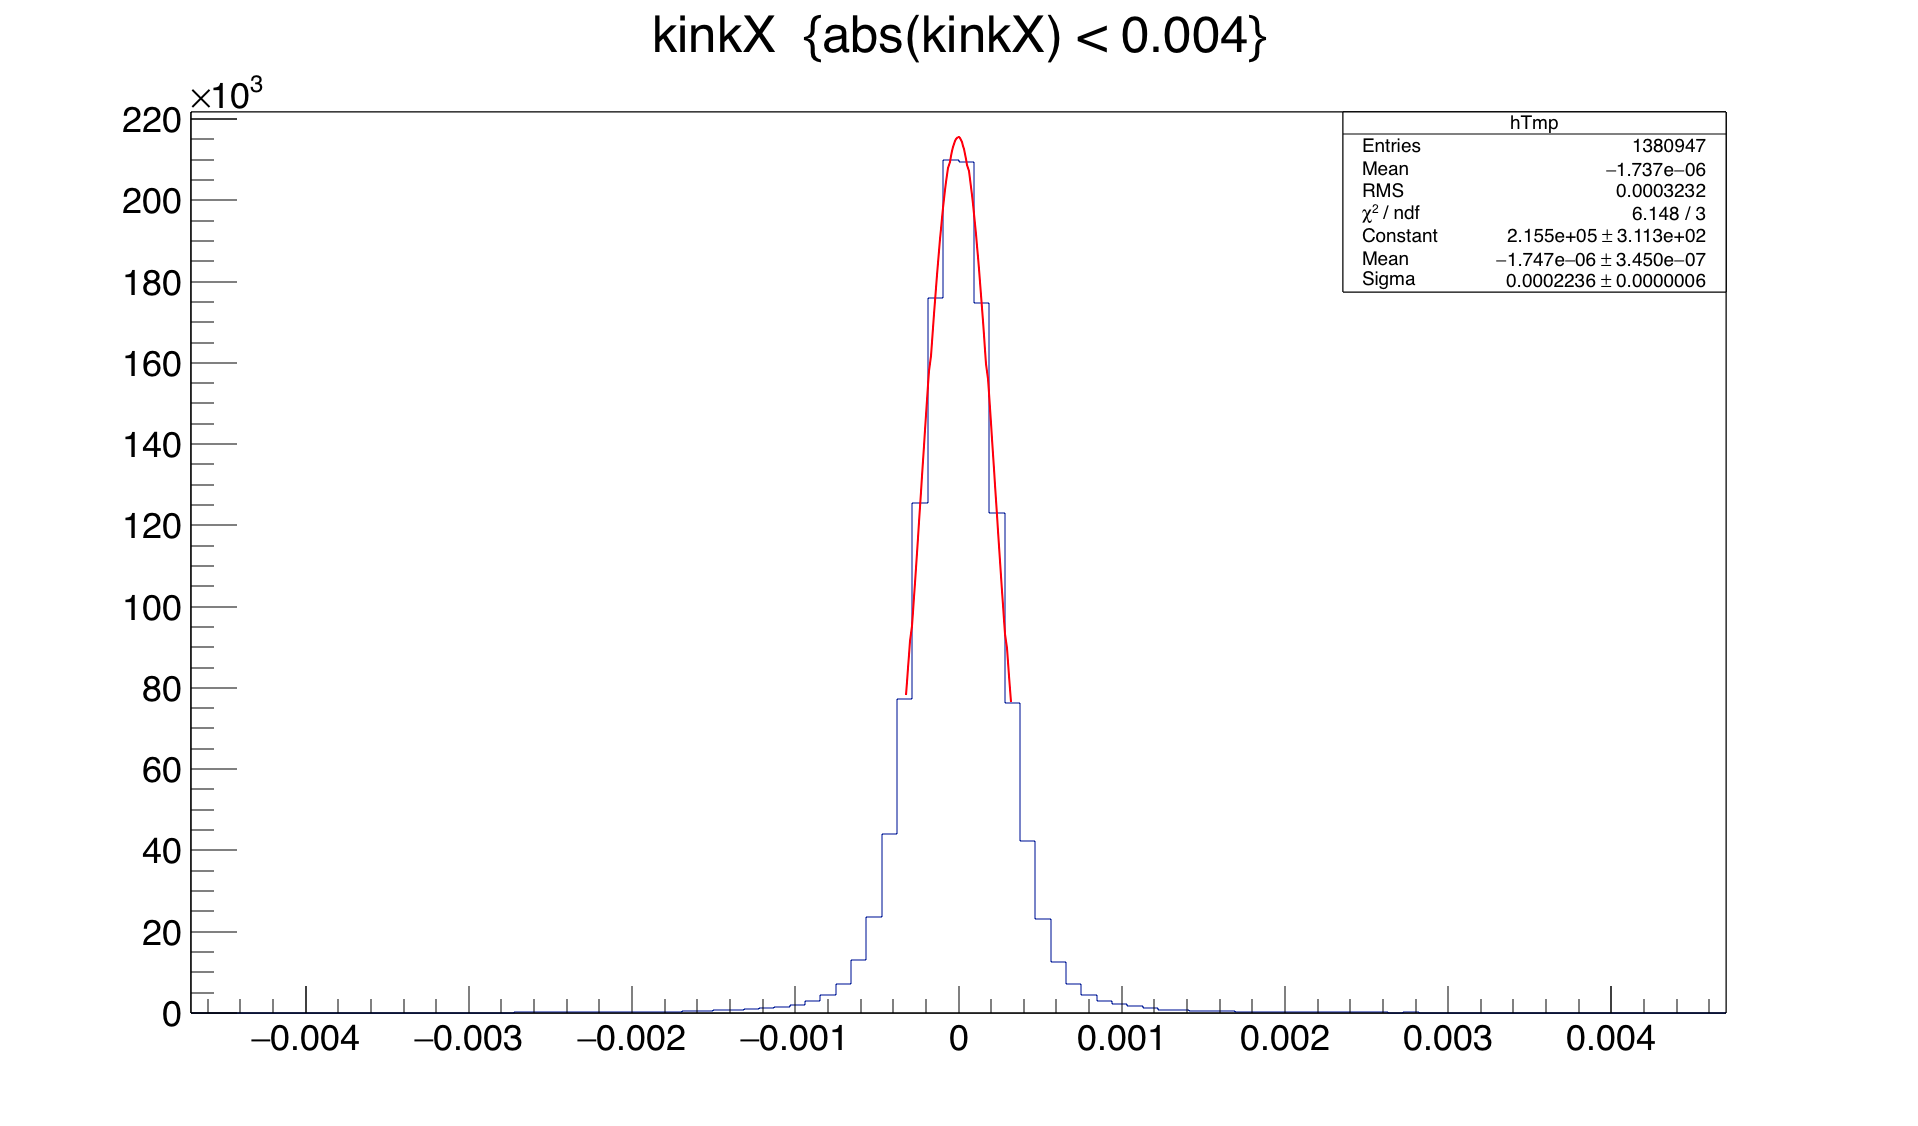 kinkX {abs(kinkX) < 0.004}
×10³
220
200
180
160
140
120
100
80
60
40
20
0
−0.004 −0.003 −0.002 −0.001 0 0.001 0.002 0.003 0.004
hTmp
Entries 1380947
Mean −1.737e−06
RMS 0.0003232
χ² / ndf 6.148 / 3
Constant 2.155e+05 ± 3.113e+02
Mean −1.747e−06 ± 3.450e−07
Sigma 0.0002236 ± 0.0000006